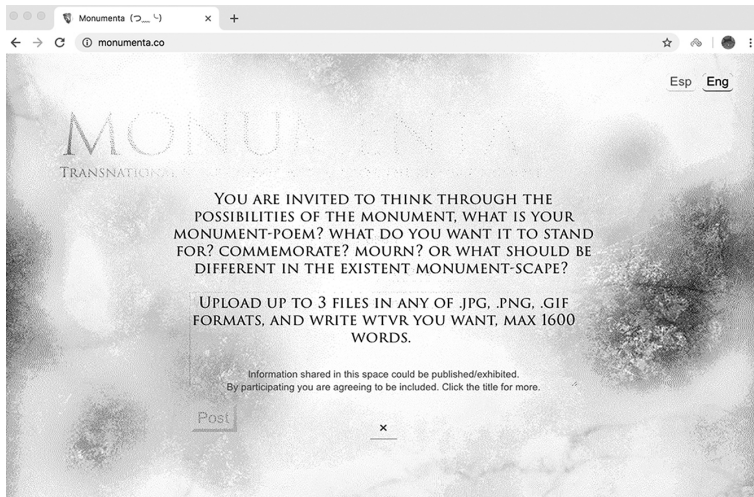 Monumenta (つ__ ╰)
monumenta.co
Esp Eng
MONUMENTA
TRANSNATIONAL
YOU ARE INVITED TO THINK THROUGH THE
POSSIBILITIES OF THE MONUMENT, WHAT IS YOUR
MONUMENT-POEM? WHAT DO YOU WANT IT TO STAND
FOR? COMMEMORATE? MOURN? OR WHAT SHOULD BE
DIFFERENT IN THE EXISTENT MONUMENT-SCAPE?
UPLOAD UP TO 3 FILES IN ANY OF .JPG, .PNG, .GIF
FORMATS, AND WRITE WTVR YOU WANT, MAX 1600
WORDS.
Information shared in this space could be published/exhibited.
By participating you are agreeing to be included. Click the title for more.
Post
×